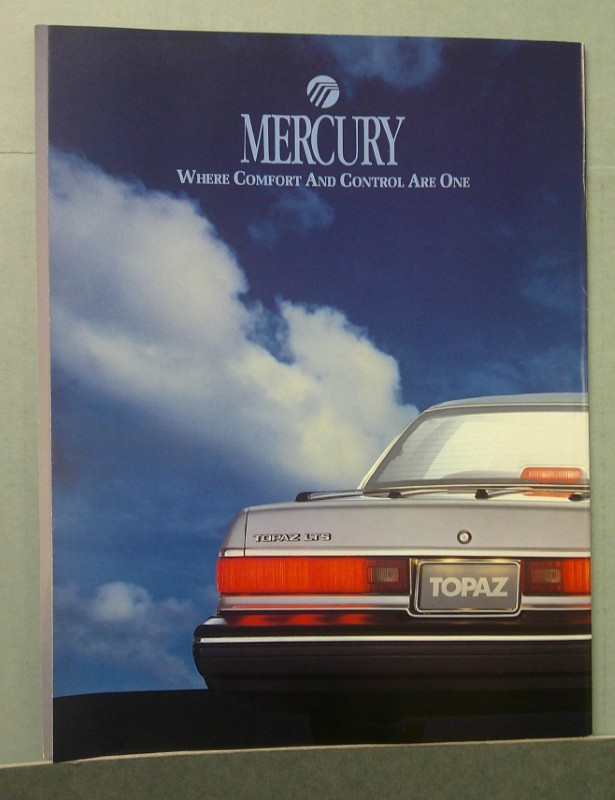 MERCURY
WHERE COMFORT AND CONTROL ARE ONE
TOPAZ LTS
TOPAZ